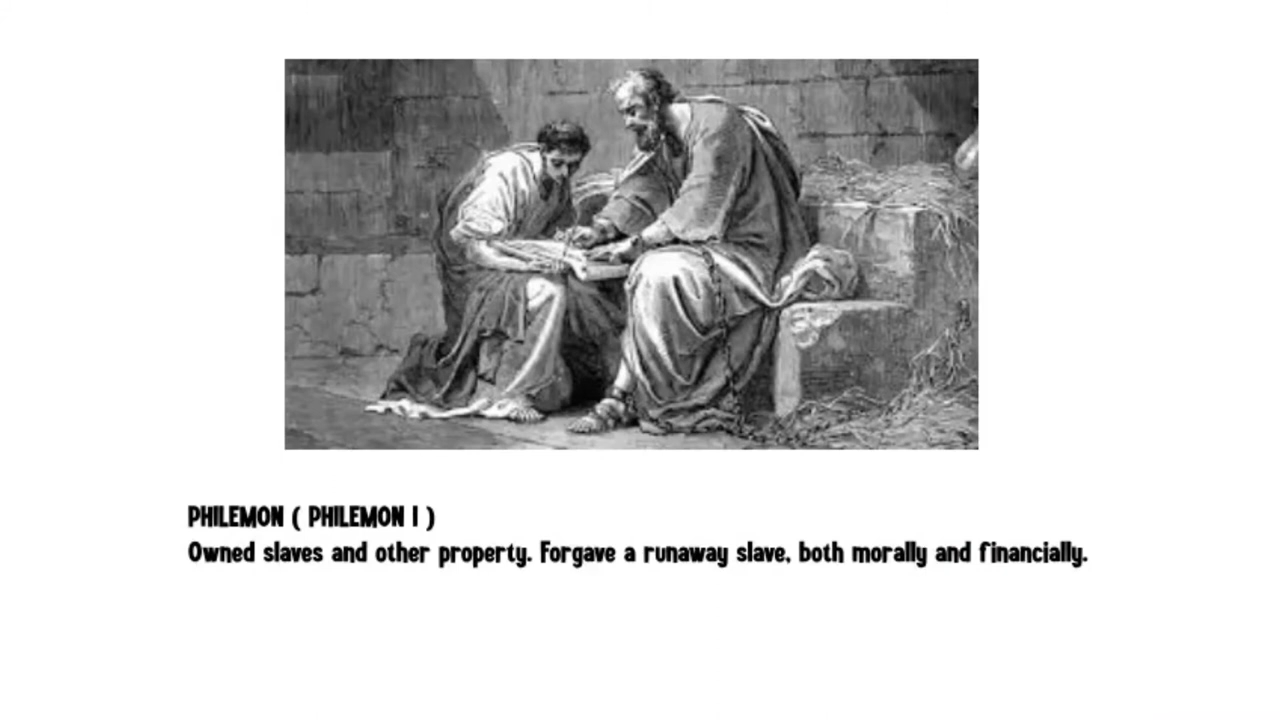 PHILEMON ( PHILEMON 1 )
Owned slaves and other property. Forgave a runaway slave, both morally and financially.